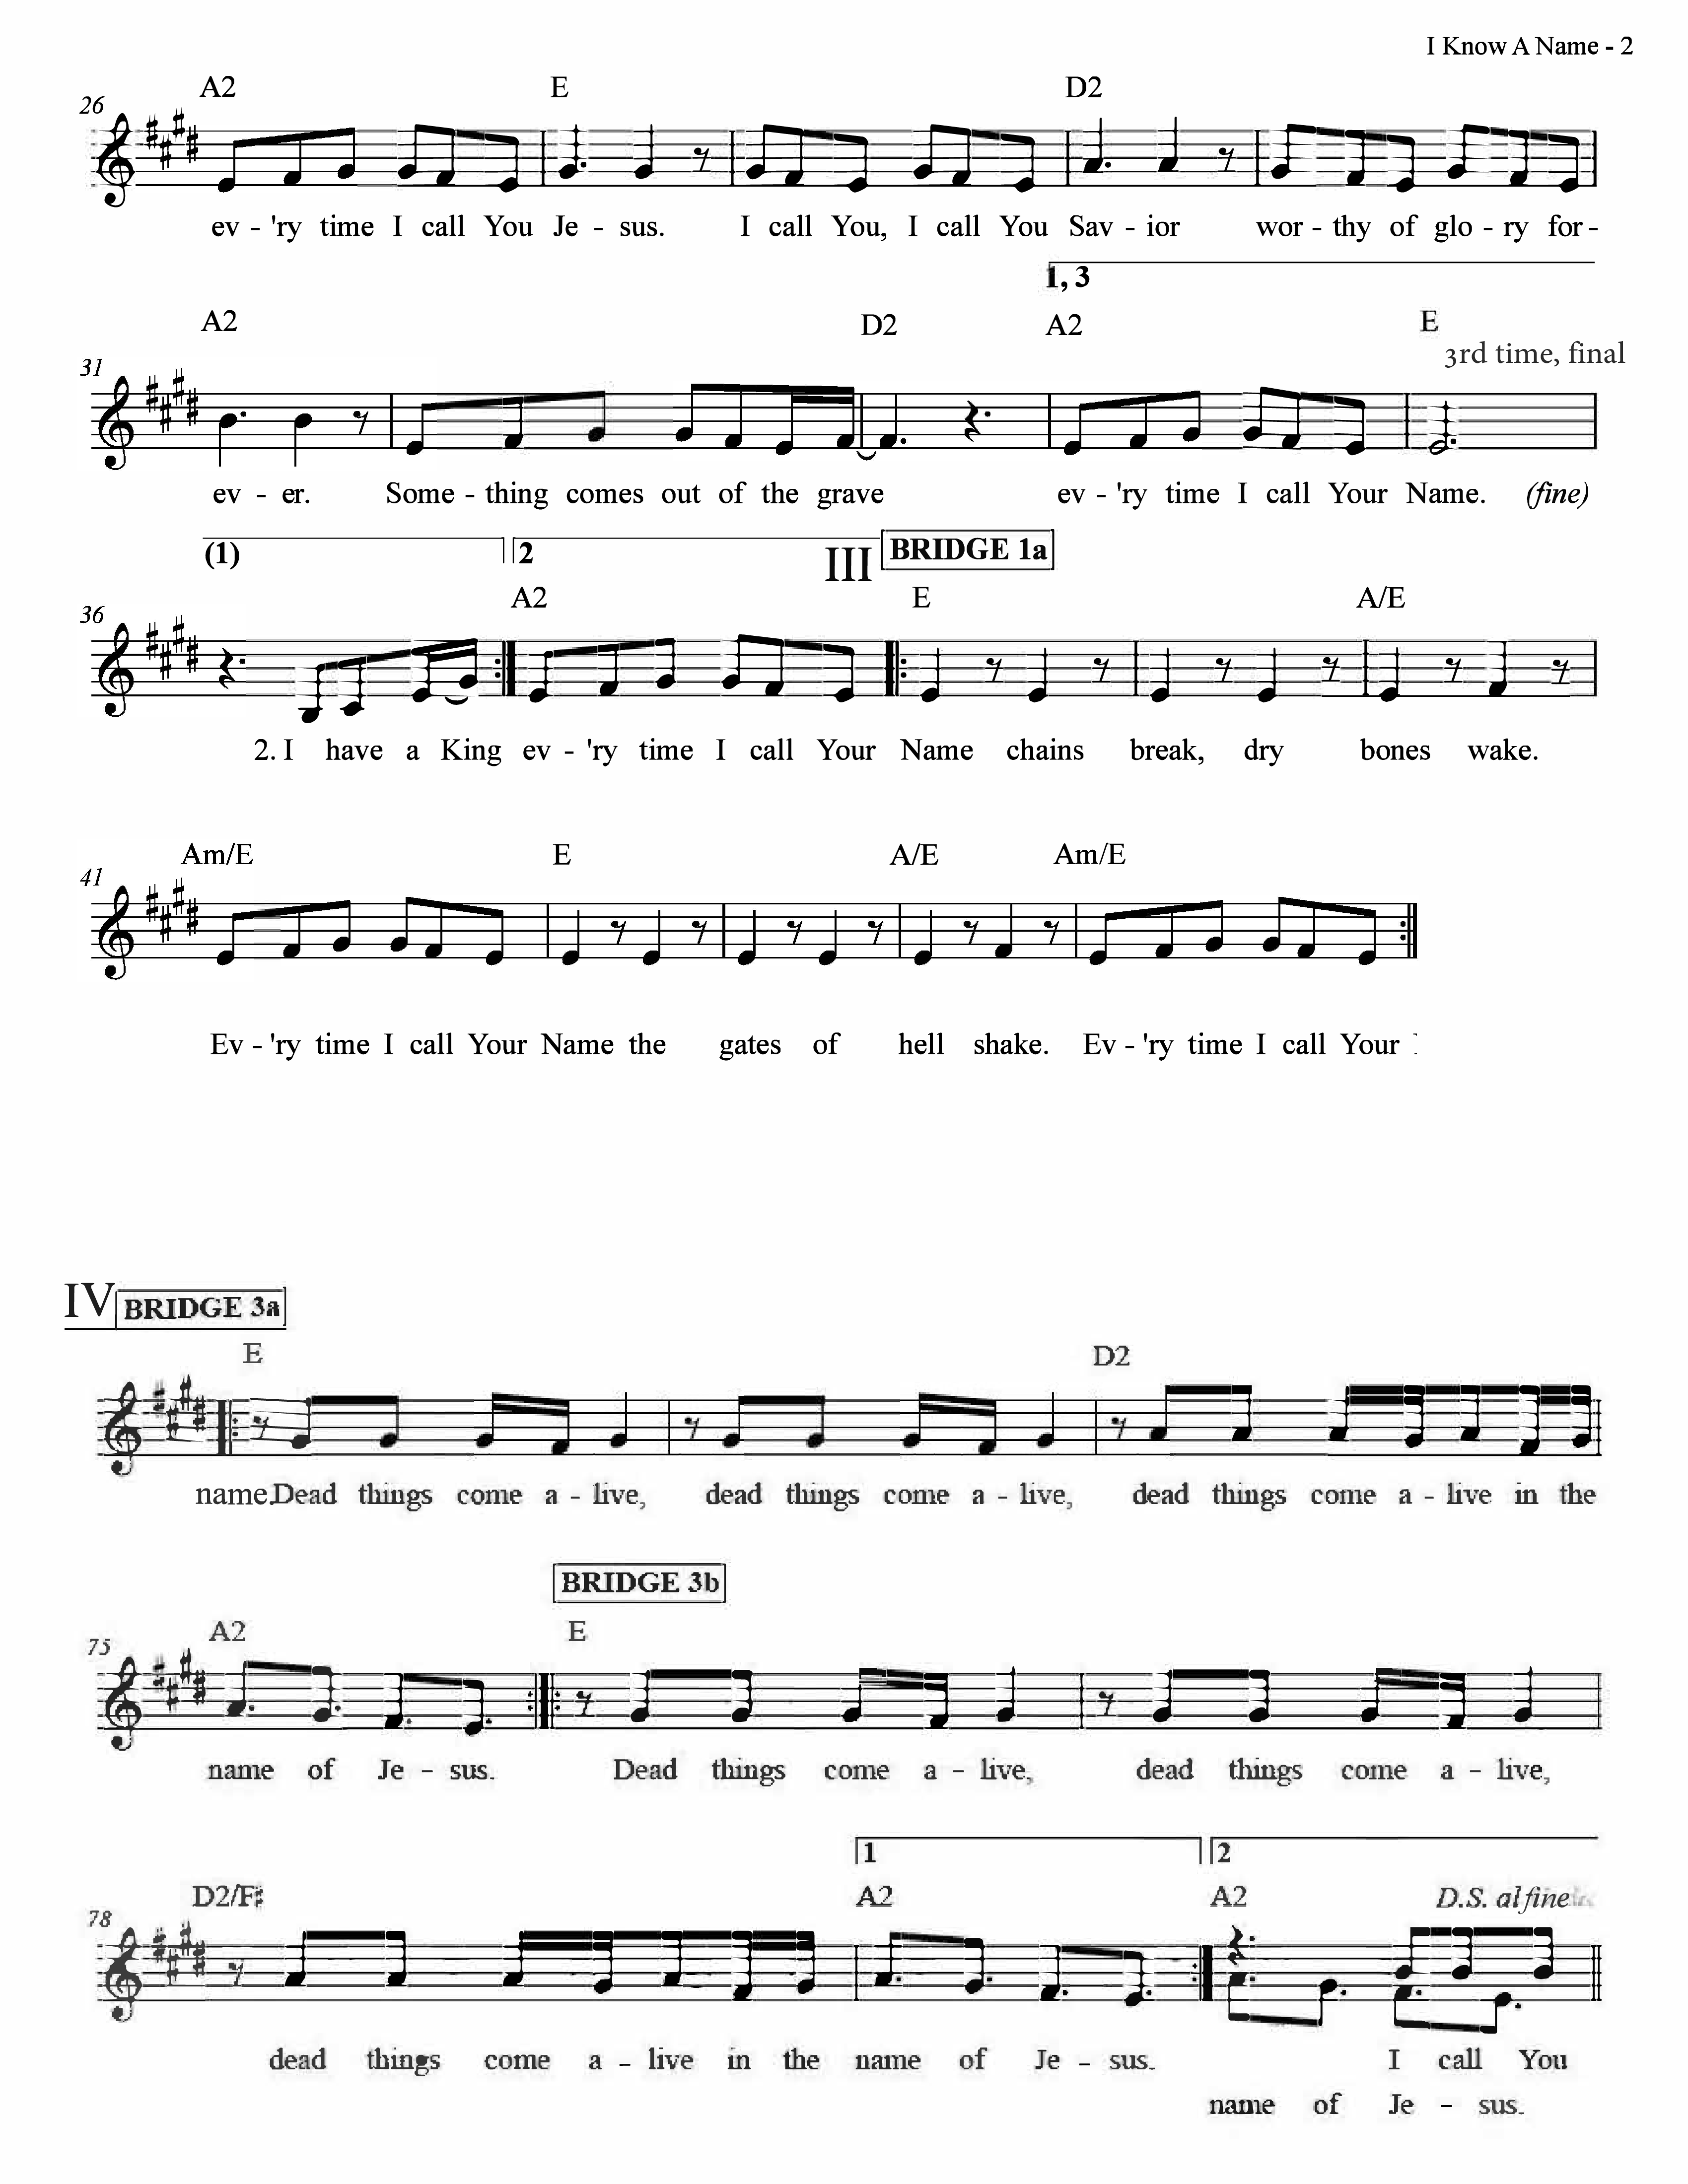 I Know A Name - 2
A2 E D2
26
ev - 'ry time I call You Je - sus. I call You, I call You Sav - ior wor - thy of glo - ry for -
1, 3
A2 D2 A2 E
3rd time, final
31
ev - er. Some - thing comes out of the grave ev - 'ry time I call Your Name. (fine)
(1) 2 III BRIDGE 1a
A2 E A/E
36
2. I have a King ev - 'ry time I call Your Name chains break, dry bones wake.
Am/E E A/E Am/E
41
Ev - 'ry time I call Your Name the gates of hell shake. Ev - 'ry time I call Your
IV BRIDGE 3a
E D2
name. Dead things come a - live, dead things come a - live, dead things come a - live in the
BRIDGE 3b
A2 E
75
name of Je - sus. Dead things come a - live, dead things come a - live,
1 2
D2/F♯ A2 A2 D.S. al fine
78
dead things come a - live in the name of Je - sus. I call You
name of Je - sus.